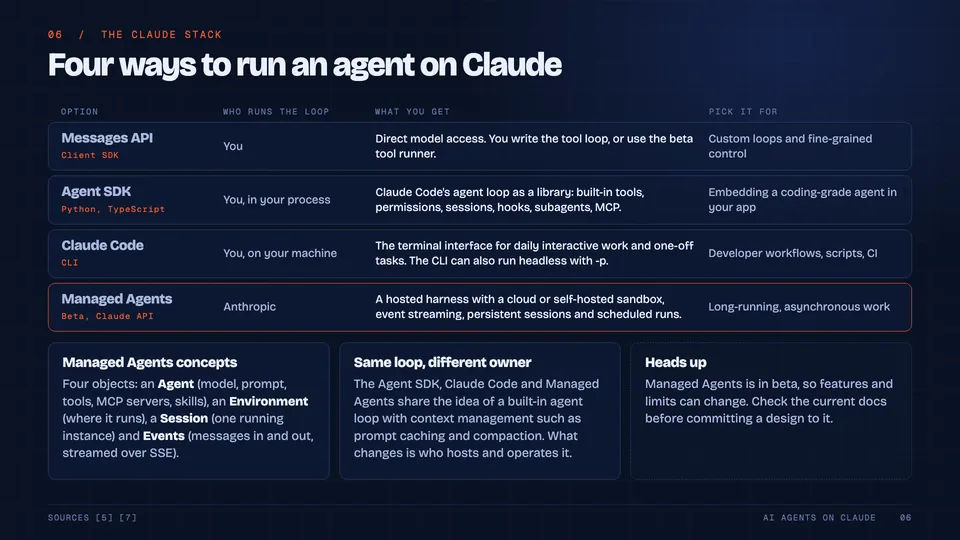 06 / THE CLAUDE STACK
Four ways to run an agent on Claude
OPTION WHO RUNS THE LOOP WHAT YOU GET PICK IT FOR
Messages API
Client SDK
You
Direct model access. You write the tool loop, or use the beta
tool runner.
Custom loops and fine-grained
control
Agent SDK
Python, TypeScript
You, in your process
Claude Code's agent loop as a library: built-in tools,
permissions, sessions, hooks, subagents, MCP.
Embedding a coding-grade agent in
your app
Claude Code
CLI
You, on your machine
The terminal interface for daily interactive work and one-off
tasks. The CLI can also run headless with -p.
Developer workflows, scripts, CI
Managed Agents
Beta, Claude API
Anthropic
A hosted harness with a cloud or self-hosted sandbox,
event streaming, persistent sessions and scheduled runs.
Long-running, asynchronous work
Managed Agents concepts
Four objects: an Agent (model, prompt,
tools, MCP servers, skills), an Environment
(where it runs), a Session (one running
instance) and Events (messages in and out,
streamed over SSE).
Same loop, different owner
The Agent SDK, Claude Code and Managed
Agents share the idea of a built-in agent
loop with context management such as
prompt caching and compaction. What
changes is who hosts and operates it.
Heads up
Managed Agents is in beta, so features and
limits can change. Check the current docs
before committing a design to it.
SOURCES [5] [7]
AI AGENTS ON CLAUDE 06